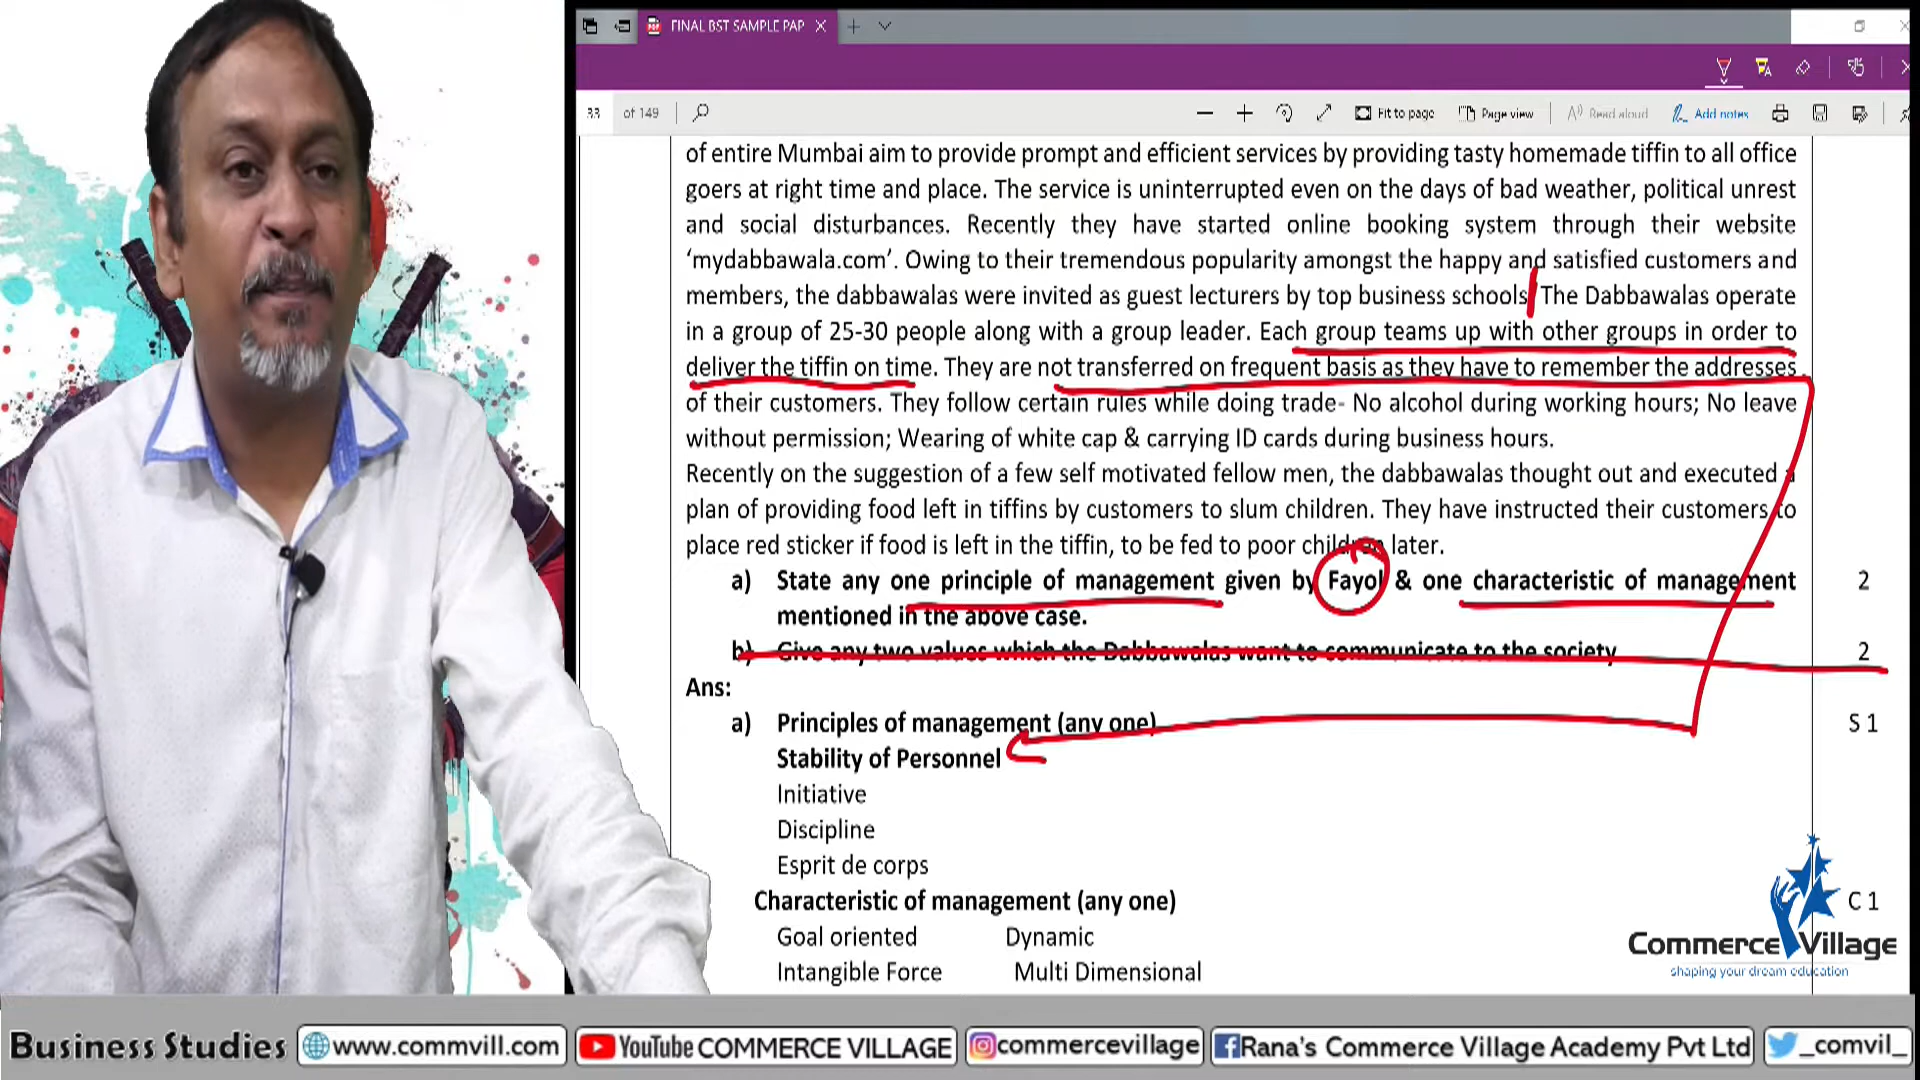 FINAL BST SAMPLE PAP
33 of 149
Fit to page
Page view
Read aloud
Add notes
of entire Mumbai aim to provide prompt and efficient services by providing tasty homemade tiffin to all office
goers at right time and place. The service is uninterrupted even on the days of bad weather, political unrest
and social disturbances. Recently they have started online booking system through their website
‘mydabbawala.com’. Owing to their tremendous popularity amongst the happy and satisfied customers and
members, the dabbawalas were invited as guest lecturers by top business schools. The Dabbawalas operate
in a group of 25-30 people along with a group leader. Each group teams up with other groups in order to
deliver the tiffin on time. They are not transferred on frequent basis as they have to remember the addresses
of their customers. They follow certain rules while doing trade- No alcohol during working hours; No leave
without permission; Wearing of white cap & carrying ID cards during business hours.
Recently on the suggestion of a few self motivated fellow men, the dabbawalas thought out and executed a
plan of providing food left in tiffins by customers to slum children. They have instructed their customers to
place red sticker if food is left in the tiffin, to be fed to poor children later.
a) State any one principle of management given by Fayol & one characteristic of management 2
mentioned in the above case.
b) Give any two values which the Dabbawalas want to communicate to the society 2
Ans:
a) Principles of management (any one) S 1
Stability of Personnel
Initiative
Discipline
Esprit de corps
Characteristic of management (any one) C 1
Goal oriented Dynamic
Intangible Force Multi Dimensional
Commerce Village
shaping your dream education
Business Studies www.commvill.com YouTube COMMERCE VILLAGE commercevillage Rana's Commerce Village Academy Pvt Ltd _comvil_